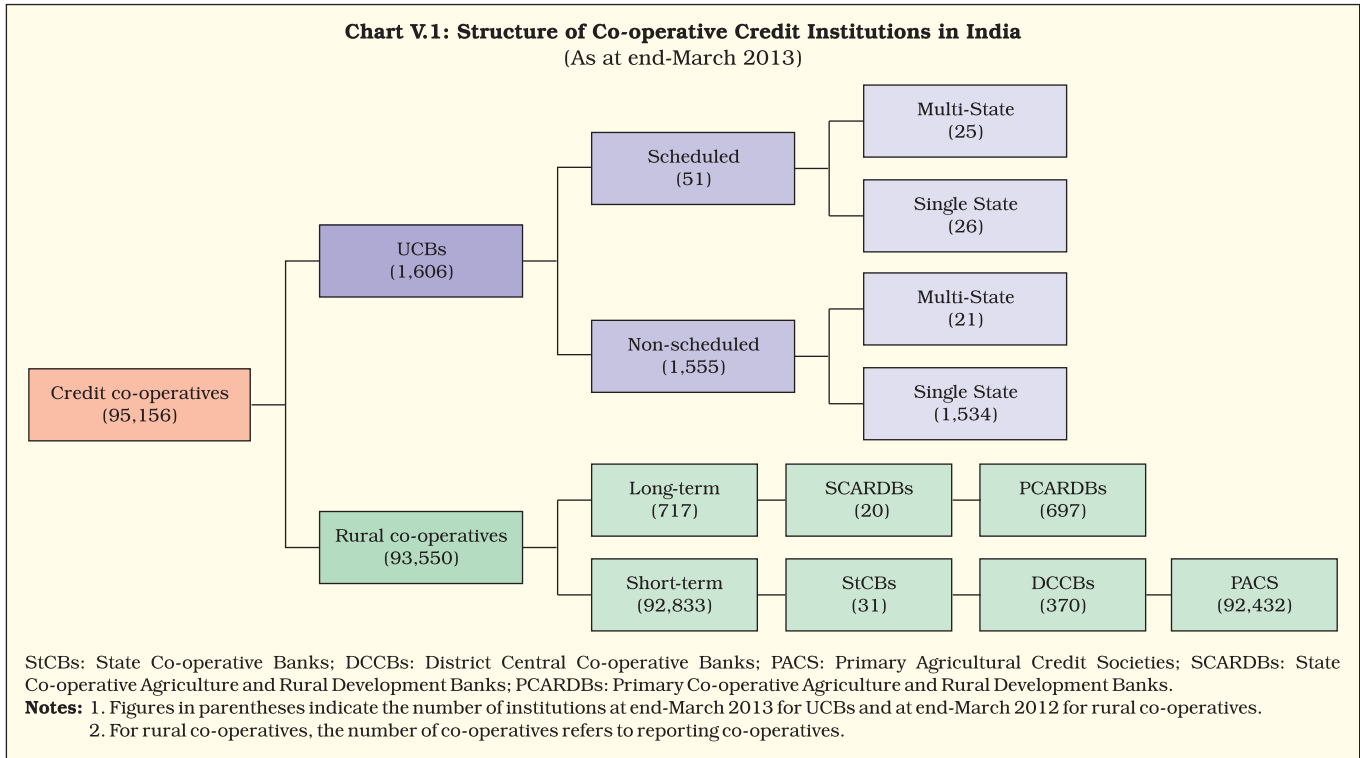 Chart V.1: Structure of Co-operative Credit Institutions in India
(As at end-March 2013)
Credit co-operatives
(95,156)
UCBs
(1,606)
Scheduled
(51)
Multi-State
(25)
Single State
(26)
Non-scheduled
(1,555)
Multi-State
(21)
Single State
(1,534)
Rural co-operatives
(93,550)
Long-term
(717)
SCARDBs
(20)
PCARDBs
(697)
Short-term
(92,833)
StCBs
(31)
DCCBs
(370)
PACS
(92,432)
StCBs: State Co-operative Banks; DCCBs: District Central Co-operative Banks; PACS: Primary Agricultural Credit Societies; SCARDBs: State
Co-operative Agriculture and Rural Development Banks; PCARDBs: Primary Co-operative Agriculture and Rural Development Banks.
Notes: 1. Figures in parentheses indicate the number of institutions at end-March 2013 for UCBs and at end-March 2012 for rural co-operatives.
2. For rural co-operatives, the number of co-operatives refers to reporting co-operatives.